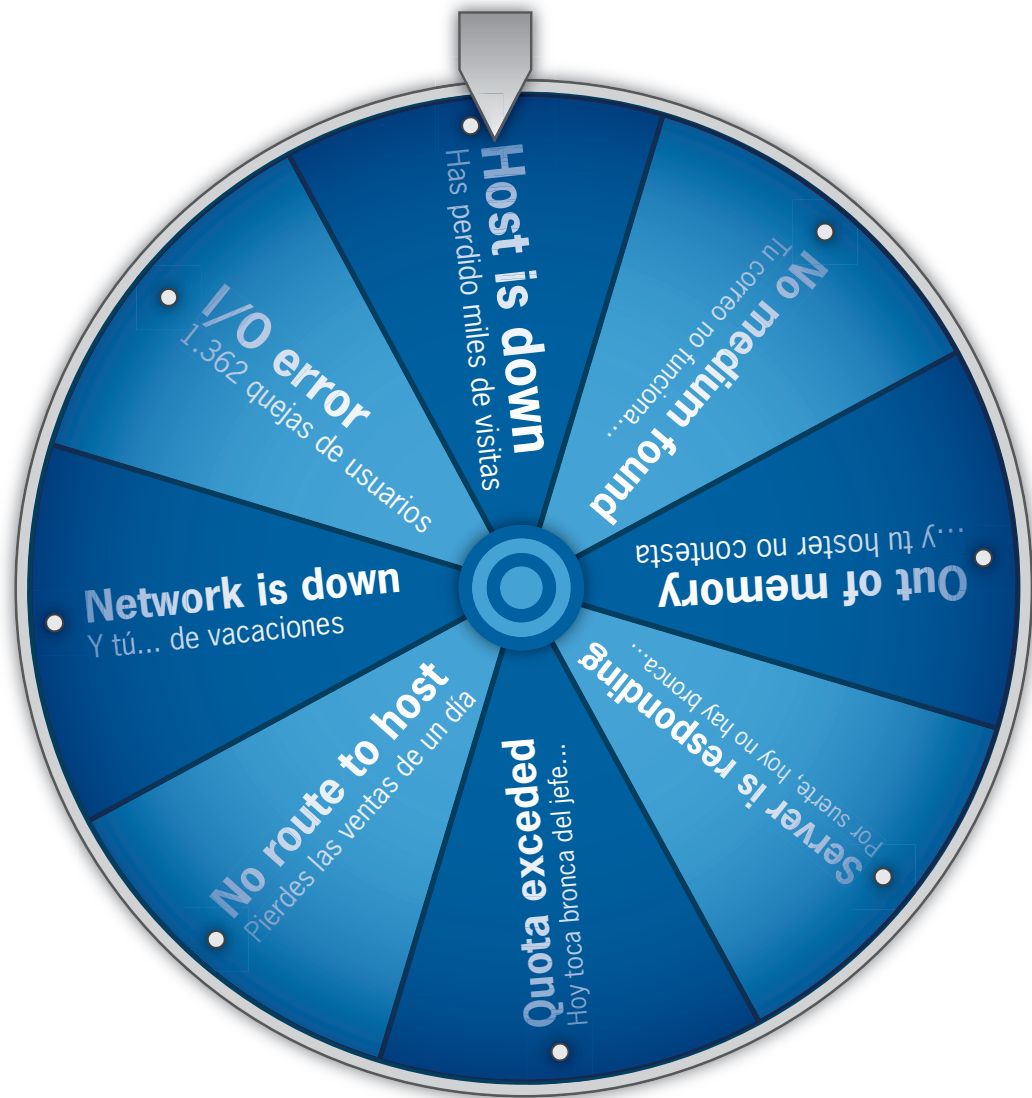 Host is down
Has perdido miles de visitas
No medium found
Tu correo no funciona...
Out of memory
...y tu hoster no contesta
Server is responding
Por suerte, hoy no hay bronca...
Quota exceded
Hoy toca bronca del jefe...
No route to host
Pierdes las ventas de un día
Network is down
Y tú... de vacaciones
I/O error
1.362 quejas de usuarios